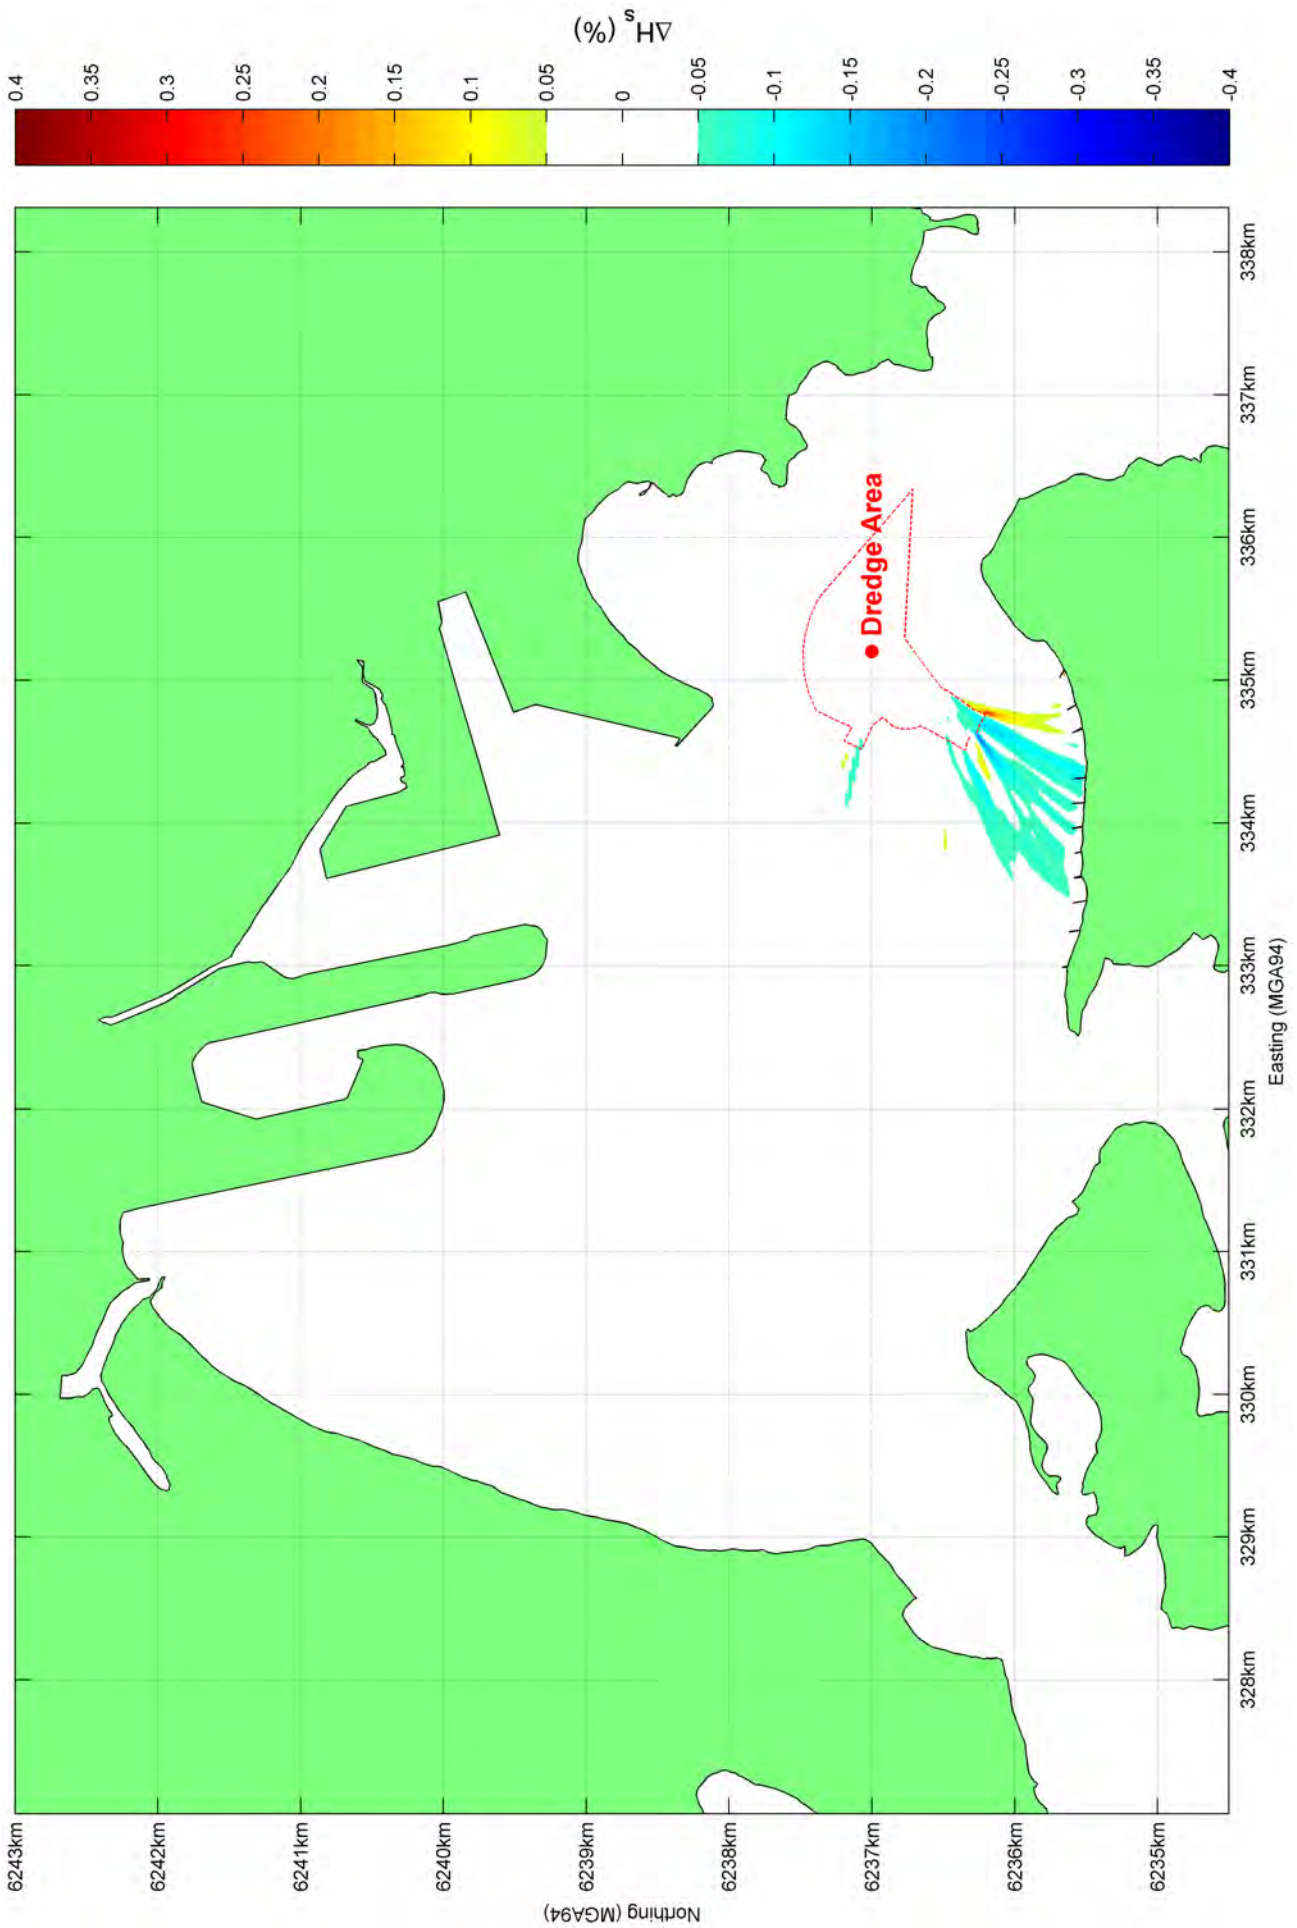 6243km
6242km
6241km
6240km
6239km
6238km
6237km
6236km
6235km
Northing (MGA94)
328km
329km
330km
331km
332km
333km
334km
335km
336km
337km
338km
Easting (MGA94)
Dredge Area
0.4
0.35
0.3
0.25
0.2
0.15
0.1
0.05
0
-0.05
-0.1
-0.15
-0.2
-0.25
-0.3
-0.35
-0.4
ΔHs (%)